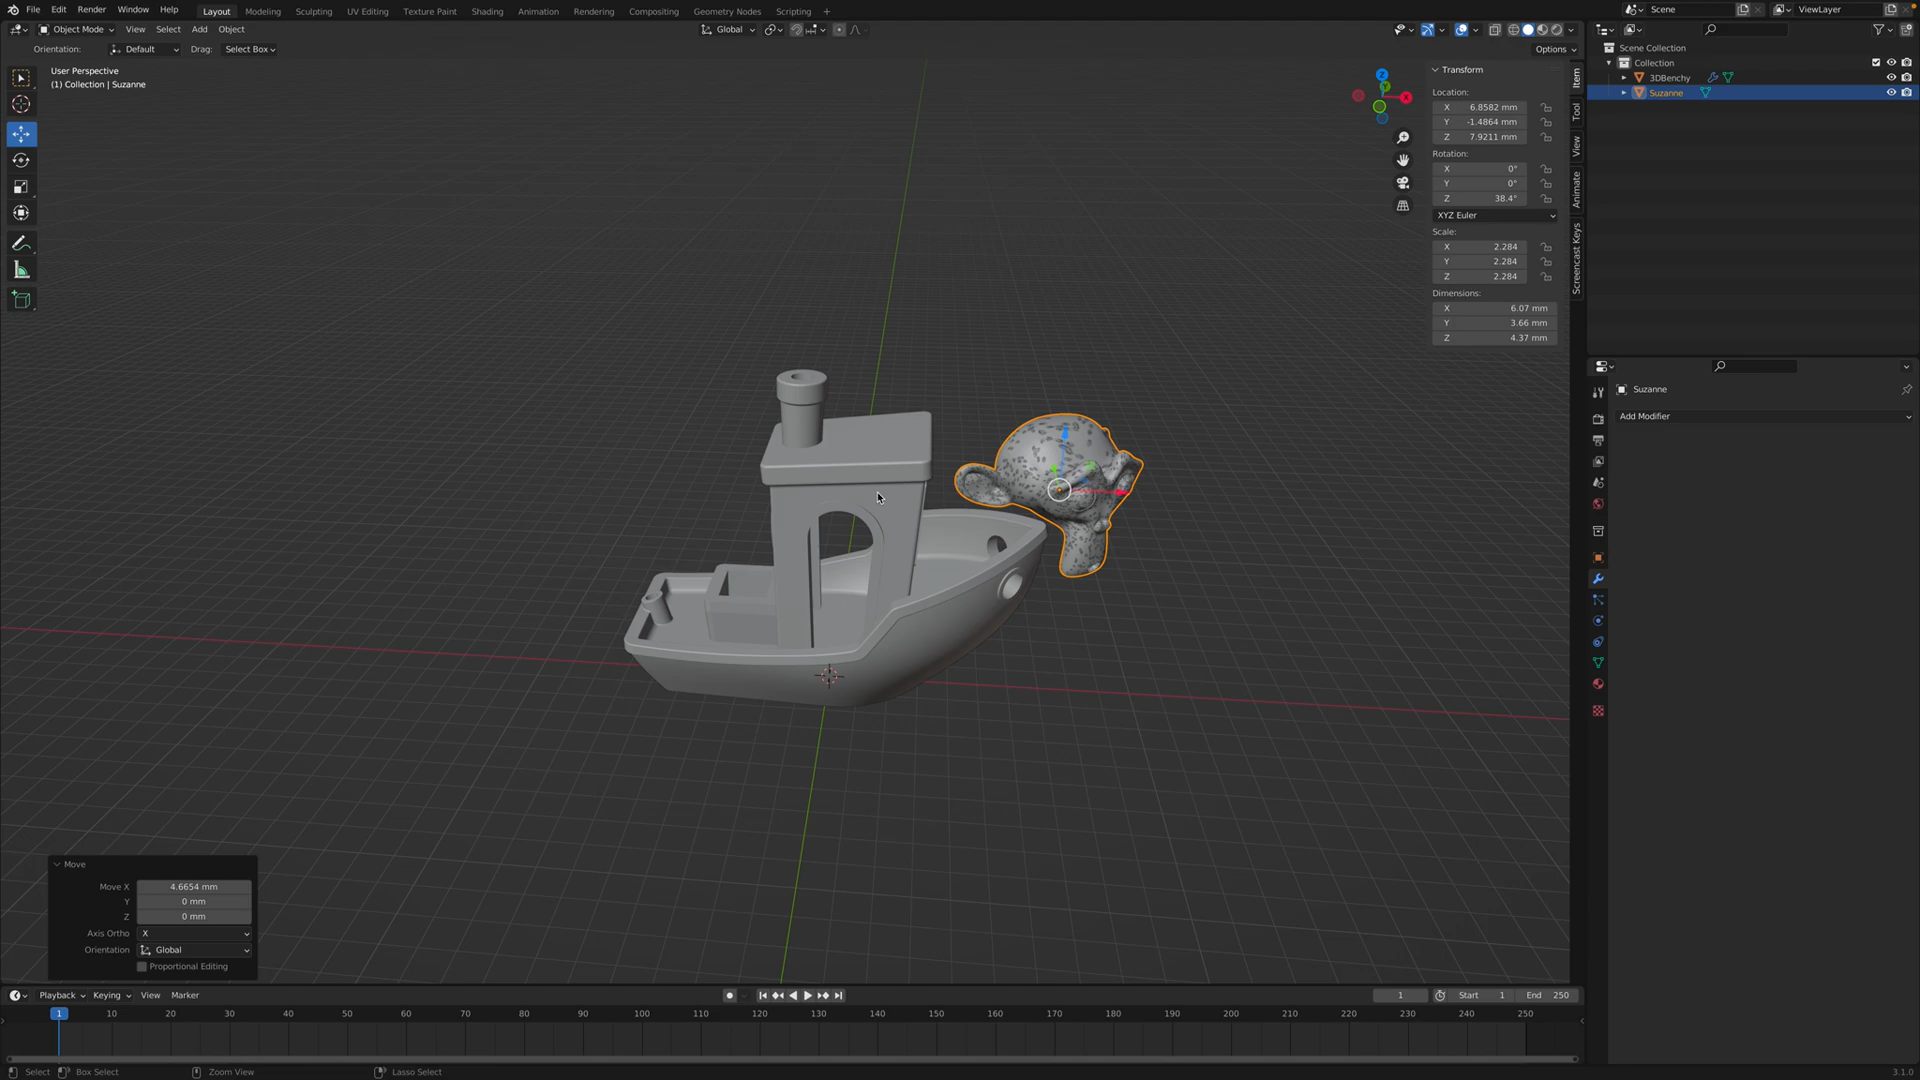 File Edit Render Window Help Layout Modeling Sculpting UV Editing Texture Paint Shading Animation Rendering Compositing Geometry Nodes Scripting + Scene ViewLayer
Object Mode View Select Add Object Global
Orientation: Default Drag: Select Box Options
User Perspective
(1) Collection | Suzanne
Z
Y
X
Transform
Location:
X 6.8582 mm
Y -1.4864 mm
Z 7.9211 mm
Rotation:
X 0°
Y 0°
Z 38.4°
XYZ Euler
Scale:
X 2.284
Y 2.284
Z 2.284
Dimensions:
X 6.07 mm
Y 3.66 mm
Z 4.37 mm
Item
Tool
View
Animate
Screencast Keys
Scene Collection
Collection
3DBenchy
Suzanne
Suzanne
Add Modifier
Move
Move X 4.6654 mm
Y 0 mm
Z 0 mm
Axis Ortho X
Orientation Global
Proportional Editing
Playback Keying View Marker 1 Start 1 End 250
1 10 20 30 40 50 60 70 80 90 100 110 120 130 140 150 160 170 180 190 200 210 220 230 240 250
Select Box Select Zoom View Lasso Select 3.1.0